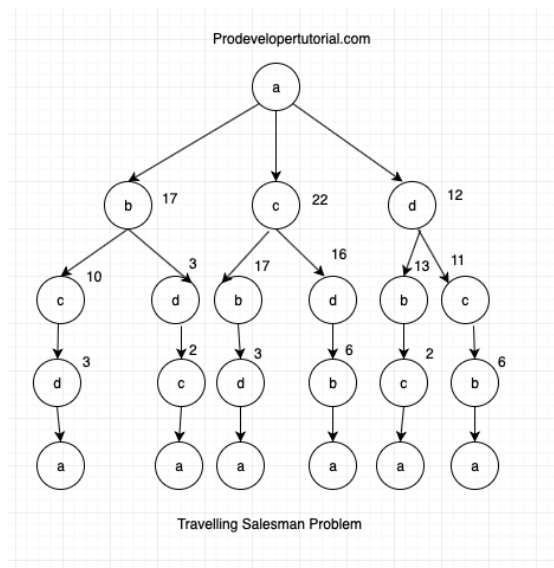 Prodevelopertutorial.com
a
b 17 c 22 d 12
10 3 17 16 13 11
c d b d b c
3 2 3 6 2 6
d c d b c b
a a a a a a
Travelling Salesman Problem